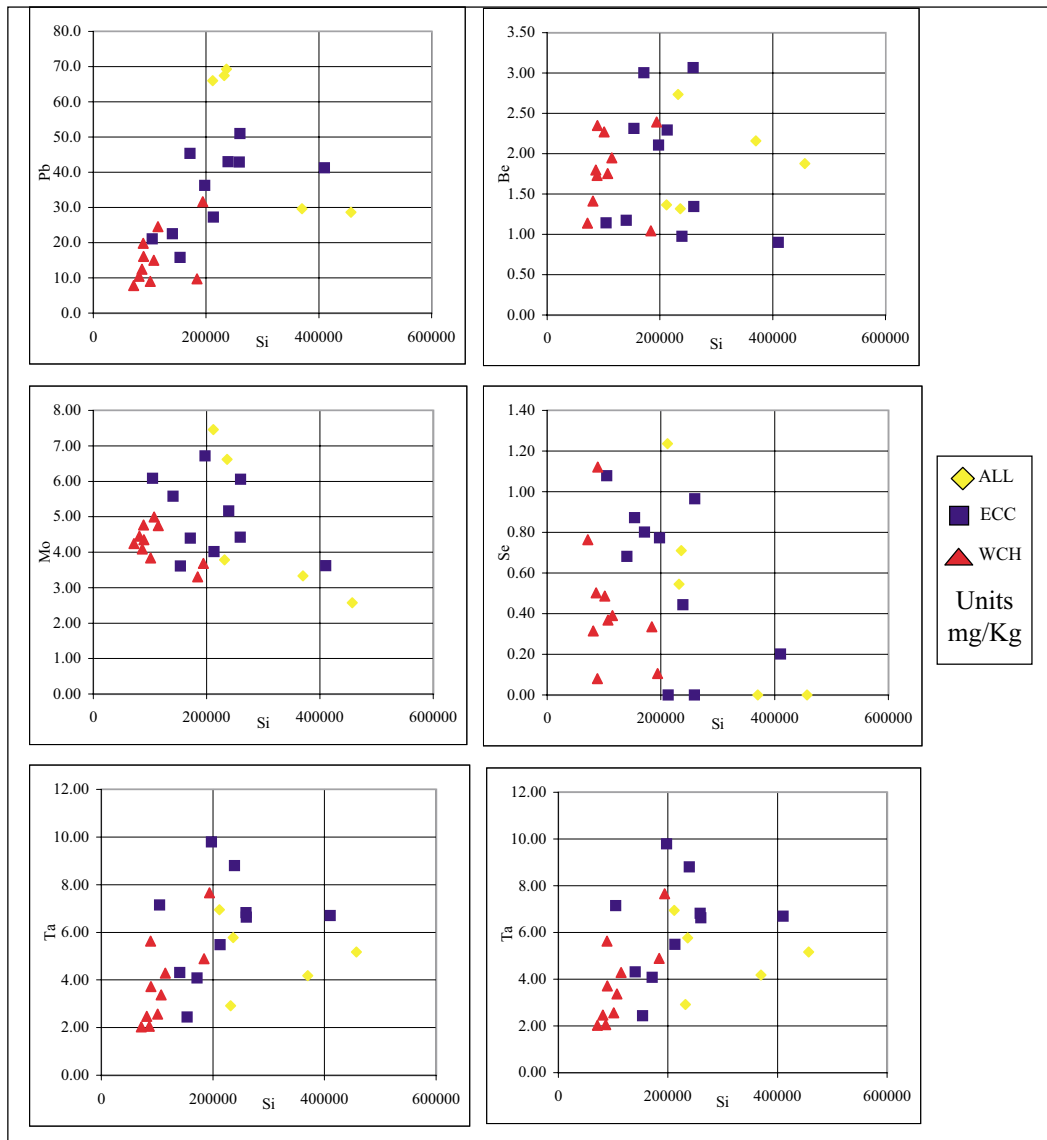 80.0
70.0
60.0
50.0
40.0
30.0
20.0
10.0
0.0
Pb
0 200000 400000 600000
Si
3.50
3.00
2.50
2.00
1.50
1.00
0.50
0.00
Be
0 200000 400000 600000
Si
8.00
7.00
6.00
5.00
4.00
3.00
2.00
1.00
0.00
Mo
0 200000 400000 600000
Si
1.40
1.20
1.00
0.80
0.60
0.40
0.20
0.00
Se
0 200000 400000 600000
Si
ALL
ECC
WCH
Units
mg/Kg
12.00
10.00
8.00
6.00
4.00
2.00
0.00
Ta
0 200000 400000 600000
Si
12.00
10.00
8.00
6.00
4.00
2.00
0.00
Ta
0 200000 400000 600000
Si